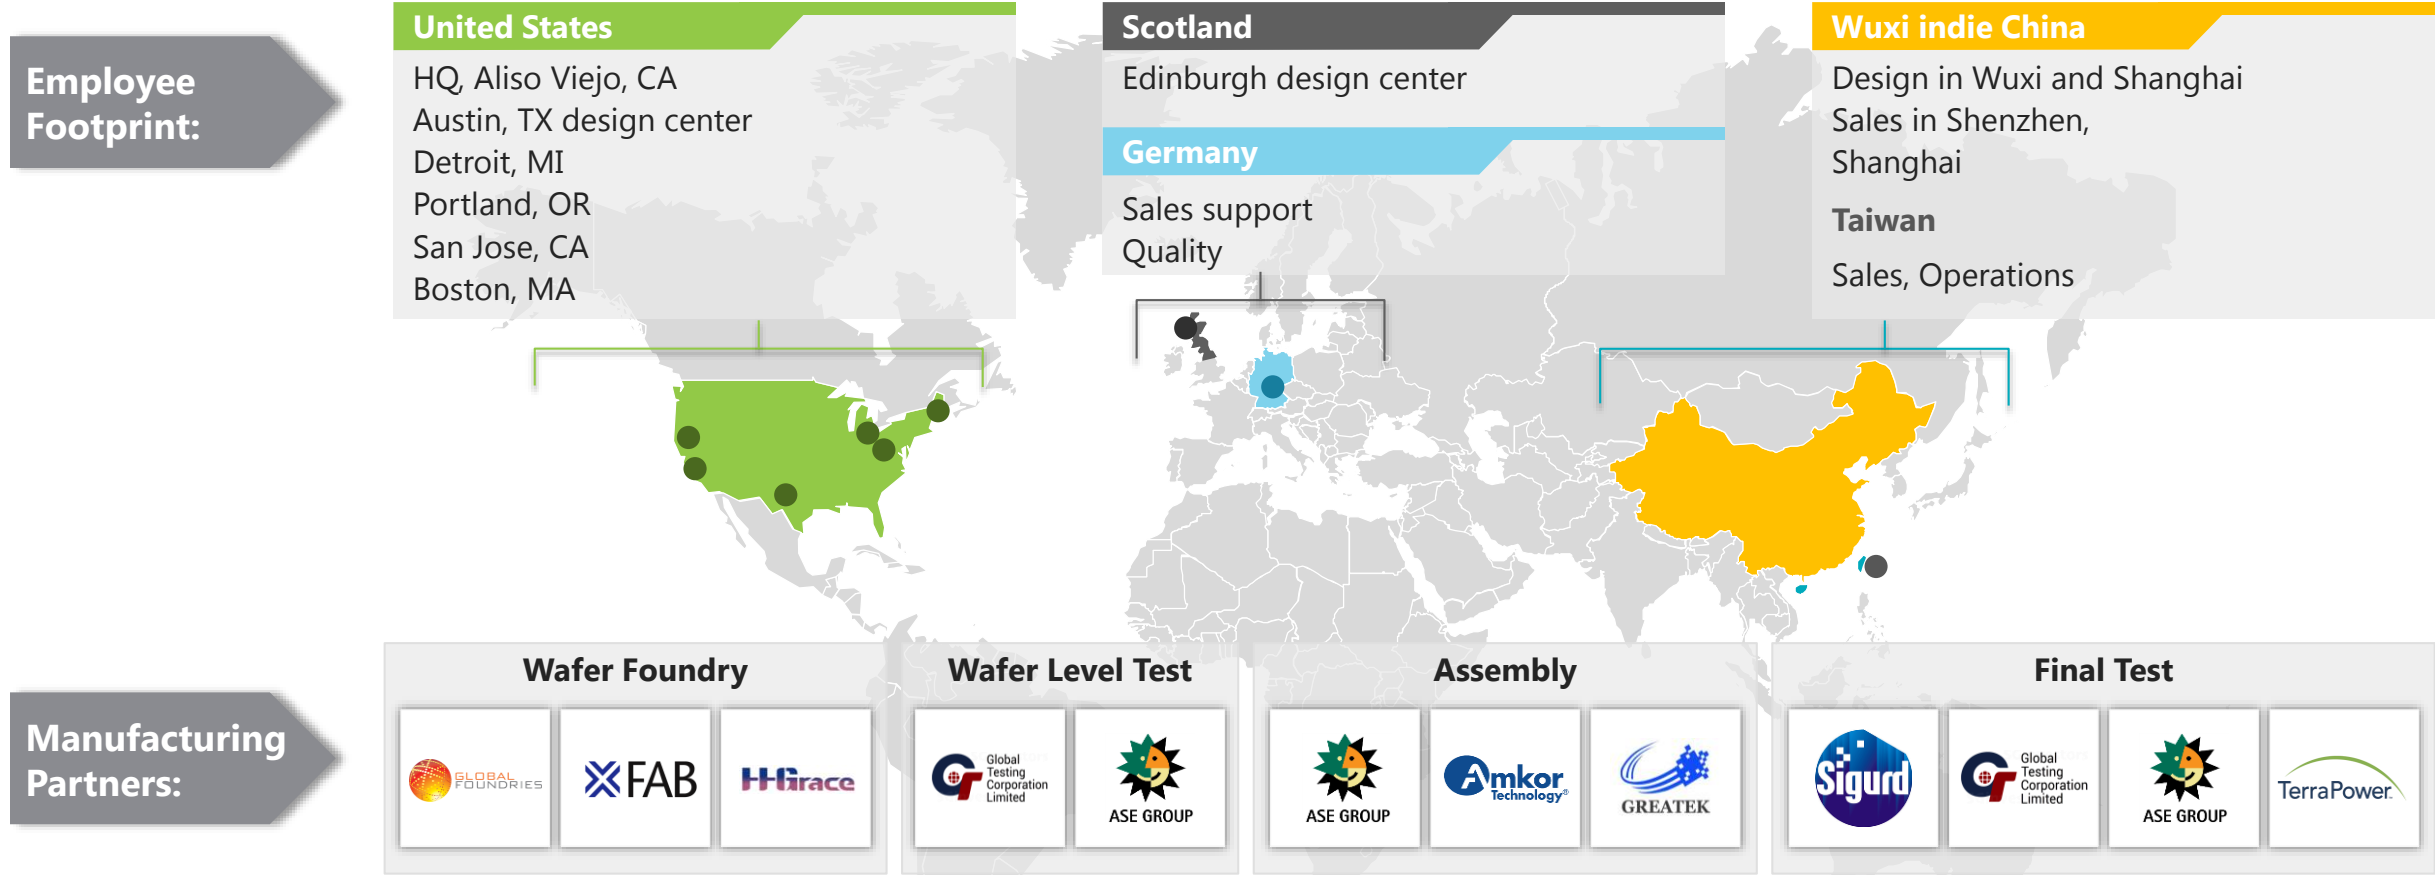 Employee
Footprint:
United States
HQ, Aliso Viejo, CA
Austin, TX design center
Detroit, MI
Portland, OR
San Jose, CA
Boston, MA
Scotland
Edinburgh design center
Germany
Sales support
Quality
Wuxi indie China
Design in Wuxi and Shanghai
Sales in Shenzhen,
Shanghai
Taiwan
Sales, Operations
Manufacturing
Partners:
Wafer Foundry
GLOBAL
FOUNDRIES
XFAB
HHGrace
Wafer Level Test
GT
Global
Testing
Corporation
Limited
ASE GROUP
Assembly
ASE GROUP
Amkor
Technology®
GREATEK
Final Test
Sigurd
GT
Global
Testing
Corporation
Limited
ASE GROUP
TerraPower